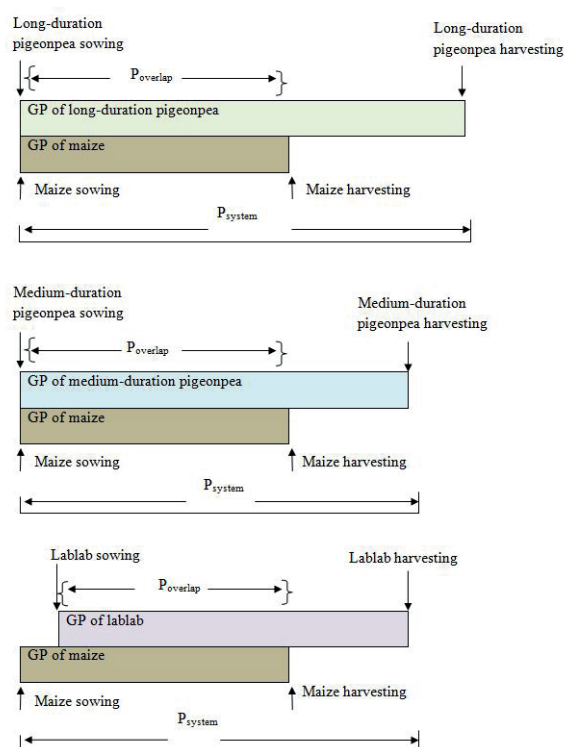 Long-duration
pigeonpea sowing
Long-duration
pigeonpea harvesting
Poverlap
GP of long-duration pigeonpea
GP of maize
Maize sowing
Maize harvesting
Psystem
Medium-duration
pigeonpea sowing
Medium-duration
pigeonpea harvesting
Poverlap
GP of medium-duration pigeonpea
GP of maize
Maize sowing
Maize harvesting
Psystem
Lablab sowing
Lablab harvesting
Poverlap
GP of lablab
GP of maize
Maize sowing
Maize harvesting
Psystem